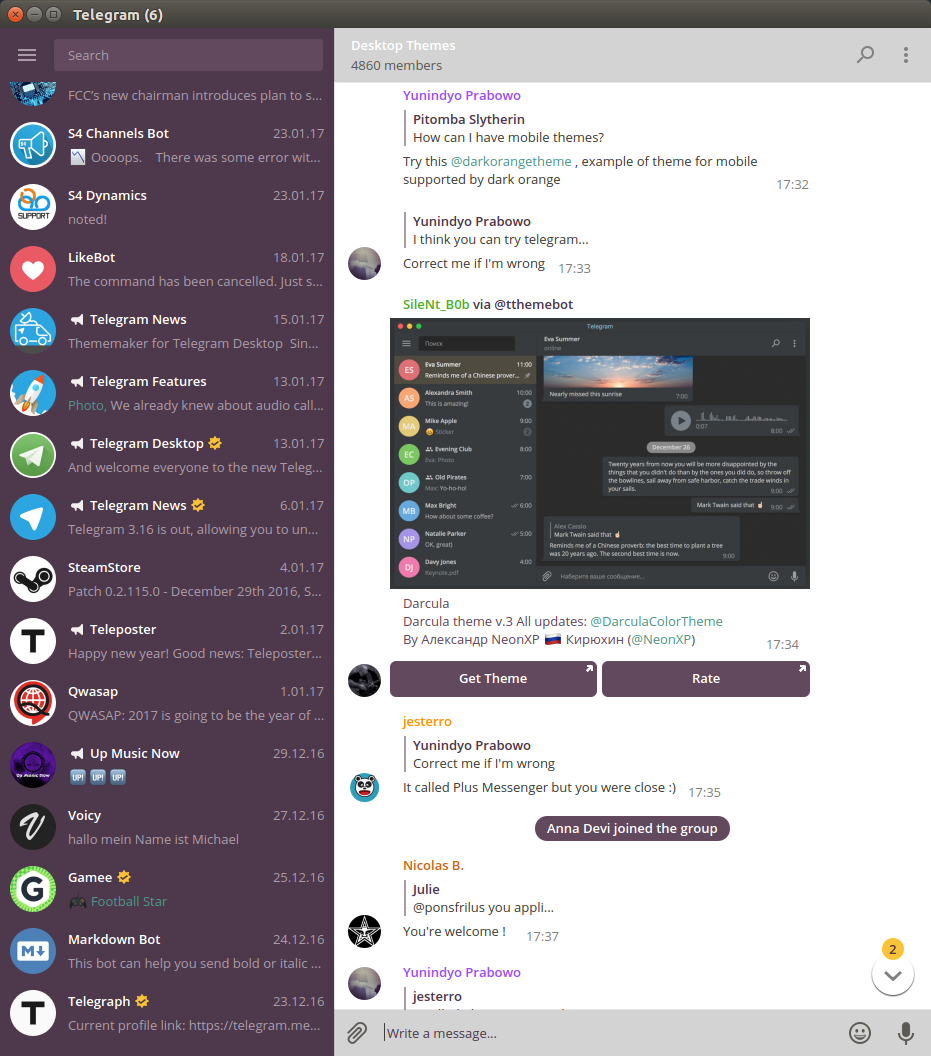 Telegram (6)
Search
FCC's new chairman introduces plan to s...
S4 Channels Bot 23.01.17
Oooops. There was some error wit...
S4 Dynamics 23.01.17
SUPPORT
noted!
LikeBot 18.01.17
The command has been cancelled. Just s...
Telegram News 15.01.17
Thememaker for Telegram Desktop Sin...
Telegram Features 13.01.17
Photo, We already knew about audio call...
Telegram Desktop 13.01.17
And welcome everyone to the new Teleg...
Telegram News 6.01.17
Telegram 3.16 is out, allowing you to un...
SteamStore 4.01.17
Patch 0.2.115.0 - December 29th 2016, S...
T
Teleposter 2.01.17
Happy new year! Good news: Teleposter...
Qwasap 1.01.17
QWASAP: 2017 is going to be the year of ...
Up Music Now 29.12.16
Up Music Now
UP! UP! UP!
Voicy 27.12.16
V
hallo mein Name ist Michael
Gamee 25.12.16
G
Football Star
Markdown Bot 24.12.16
M
This bot can help you send bold or italic ...
Telegraph 23.12.16
T
Current profile link: https://telegram.me...
Desktop Themes
4860 members
Yunindyo Prabowo
Pitomba Slytherin
How can I have mobile themes?
Try this @darkorangetheme , example of theme for mobile
supported by dark orange
17:32
Yunindyo Prabowo
I think you can try telegram...
Correct me if I'm wrong 17:33
SileNt_B0b via @tthemebot
Telegram
Поиск
Eva Summer
online
ES Eva Summer 11:00
Reminds me of a Chinese prover...
AS Alexandra Smith 10:00
This is amazing! 2
MA Mike Apple 9:00
Sticker 2
EC Evening Club 8:00
Eva: Photo
OP Old Pirates 7:00
Max: Yo-ho-ho!
MB Max Bright 6:00
How about some coffee?
NP Natalie Parker 5:00
OK, great)
DJ Davy Jones 4:00
Keynote.pdf
Nearly missed this sunrise 7:00
0:07 8:00
December 26
Twenty years from now you will be more disappointed by the
things that you didn't do than by the ones you did do, so throw off
the bowlines, sail away from safe harbor, catch the trade winds in
your sails. 9:00
Mark Twain said that 9:00
Alex Cassio
Mark Twain said that
Reminds me of a Chinese proverb: the best time to plant a tree
was 20 years ago. The second best time is now. 9:00
Наберите ваше сообщение...
Darcula
Darcula theme v.3 All updates: @DarculaColorTheme
By Александр NeonXP Кирюхин (@NeonXP) 17:34
Get Theme Rate
jesterro
Yunindyo Prabowo
Correct me if I'm wrong
It called Plus Messenger but you were close :) 17:35
Anna Devi joined the group
Nicolas B.
Julie
@ponsfrilus you appli...
You're welcome ! 17:37
2
Yunindyo Prabowo
jesterro
Write a message...